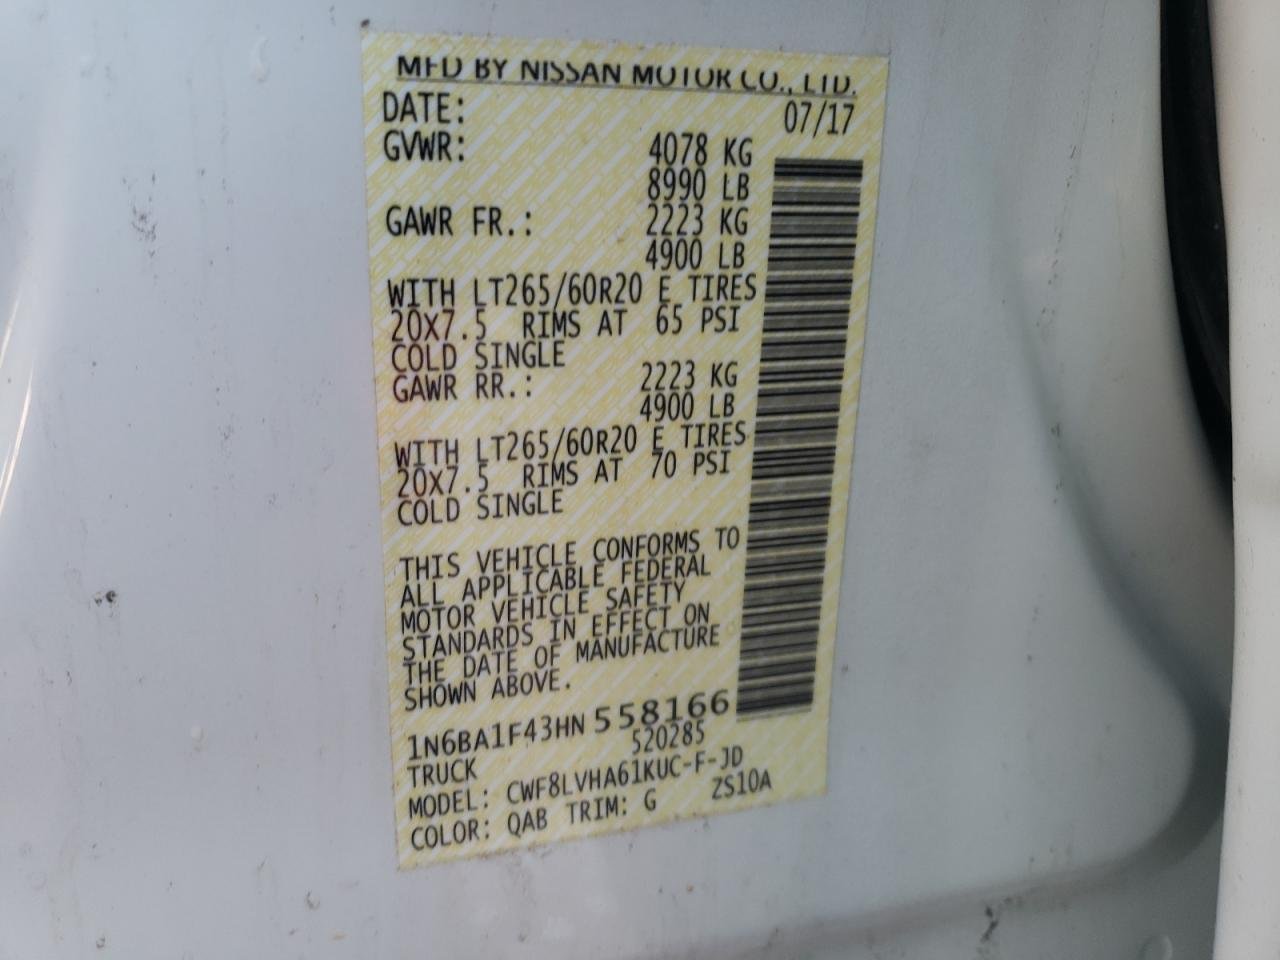 MFD BY NISSAN MOTOR CO., LTD.
DATE: 07/17
GVWR: 4078 KG
8990 LB
GAWR FR.: 2223 KG
4900 LB
WITH LT265/60R20 E TIRES
20X7.5 RIMS AT 65 PSI
COLD SINGLE
GAWR RR.: 2223 KG
4900 LB
WITH LT265/60R20 E TIRES
20X7.5 RIMS AT 70 PSI
COLD SINGLE
THIS VEHICLE CONFORMS TO
ALL APPLICABLE FEDERAL
MOTOR VEHICLE SAFETY
STANDARDS IN EFFECT ON
THE DATE OF MANUFACTURE
SHOWN ABOVE.
1N6BA1F43HN558166
TRUCK 520285
MODEL: CWF8LVHA61KUC-F-JD
COLOR: QAB TRIM: G ZS10A